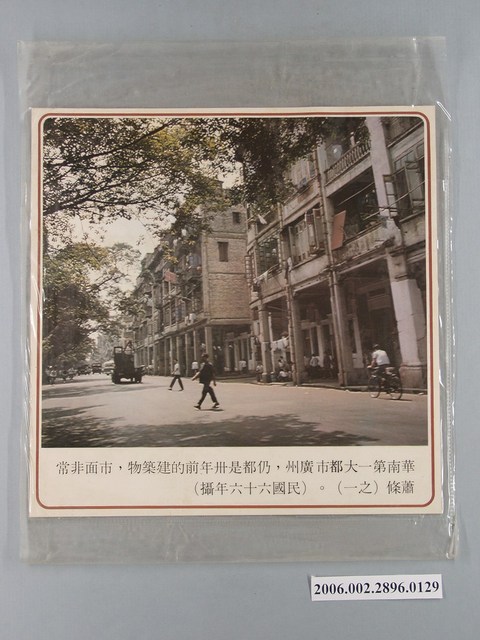 華南第一大都市廣州，仍都是卅年前的建築物，市面非常
蕭條（之一）。（民國六十六年攝）
2006.002.2896.0129